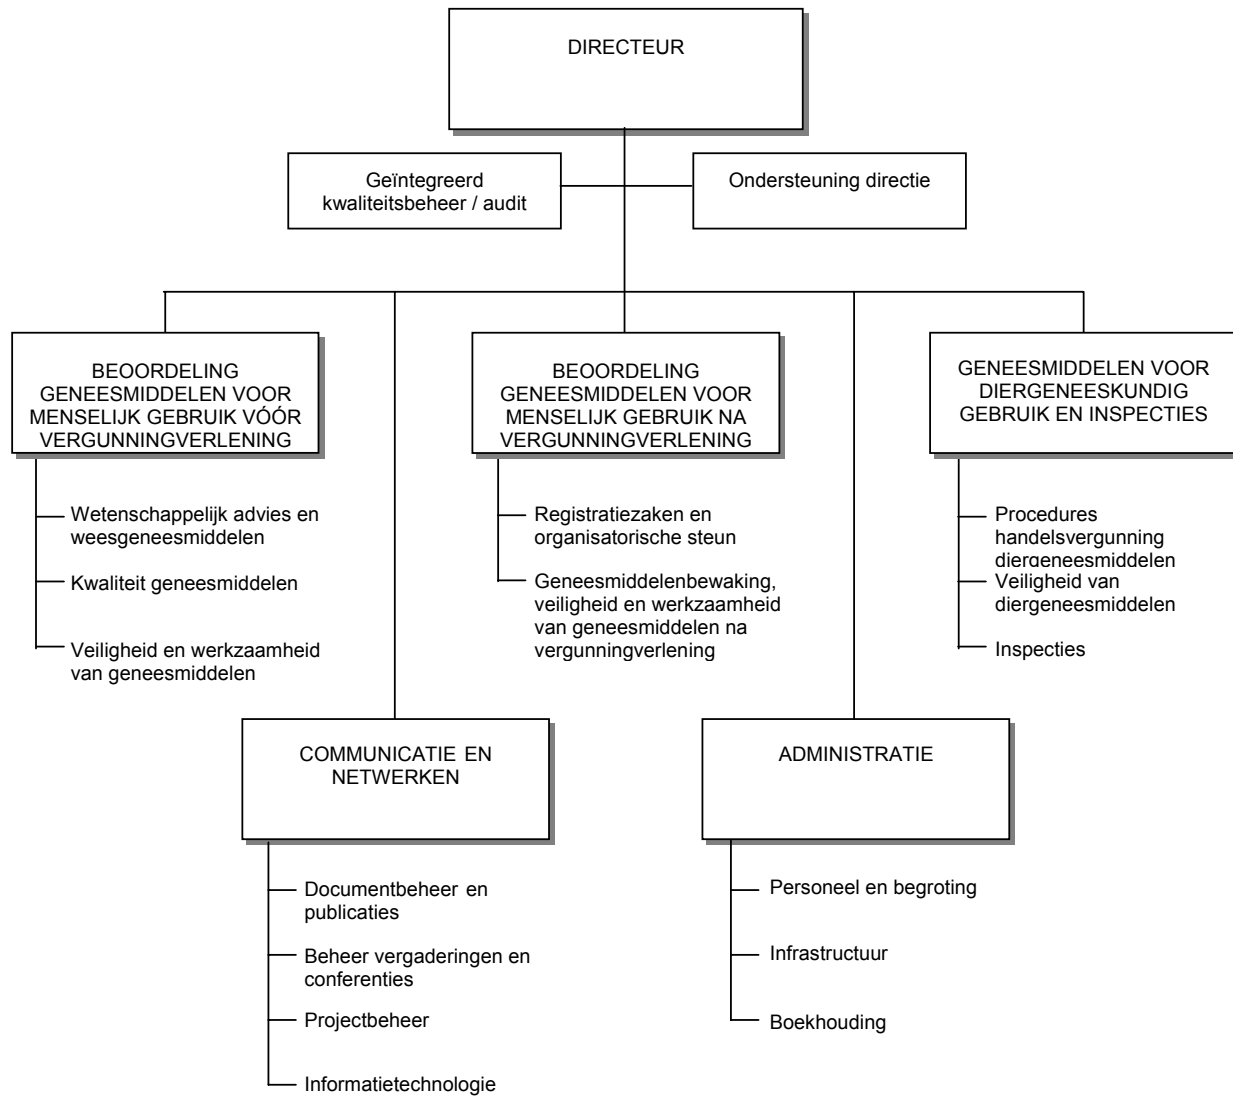 DIRECTEUR
Geïntegreerd
kwaliteitsbeheer / audit
Ondersteuning directie
BEOORDELING
GENEESMIDDELEN VOOR
MENSELIJK GEBRUIK VÓÓR
VERGUNNINGVERLENING
Wetenschappelijk advies en
weesgeneesmiddelen
Kwaliteit geneesmiddelen
Veiligheid en werkzaamheid
van geneesmiddelen
BEOORDELING
GENEESMIDDELEN VOOR
MENSELIJK GEBRUIK NA
VERGUNNINGVERLENING
Registratiezaken en
organisatorische steun
Geneesmiddelenbewaking,
veiligheid en werkzaamheid
van geneesmiddelen na
vergunningverlening
GENEESMIDDELEN VOOR
DIERGENEESKUNDIG
GEBRUIK EN INSPECTIES
Procedures
handelsvergunning
diergeneesmiddelen
Veiligheid van
diergeneesmiddelen
Inspecties
COMMUNICATIE EN
NETWERKEN
Documentbeheer en
publicaties
Beheer vergaderingen en
conferenties
Projectbeheer
Informatietechnologie
ADMINISTRATIE
Personeel en begroting
Infrastructuur
Boekhouding